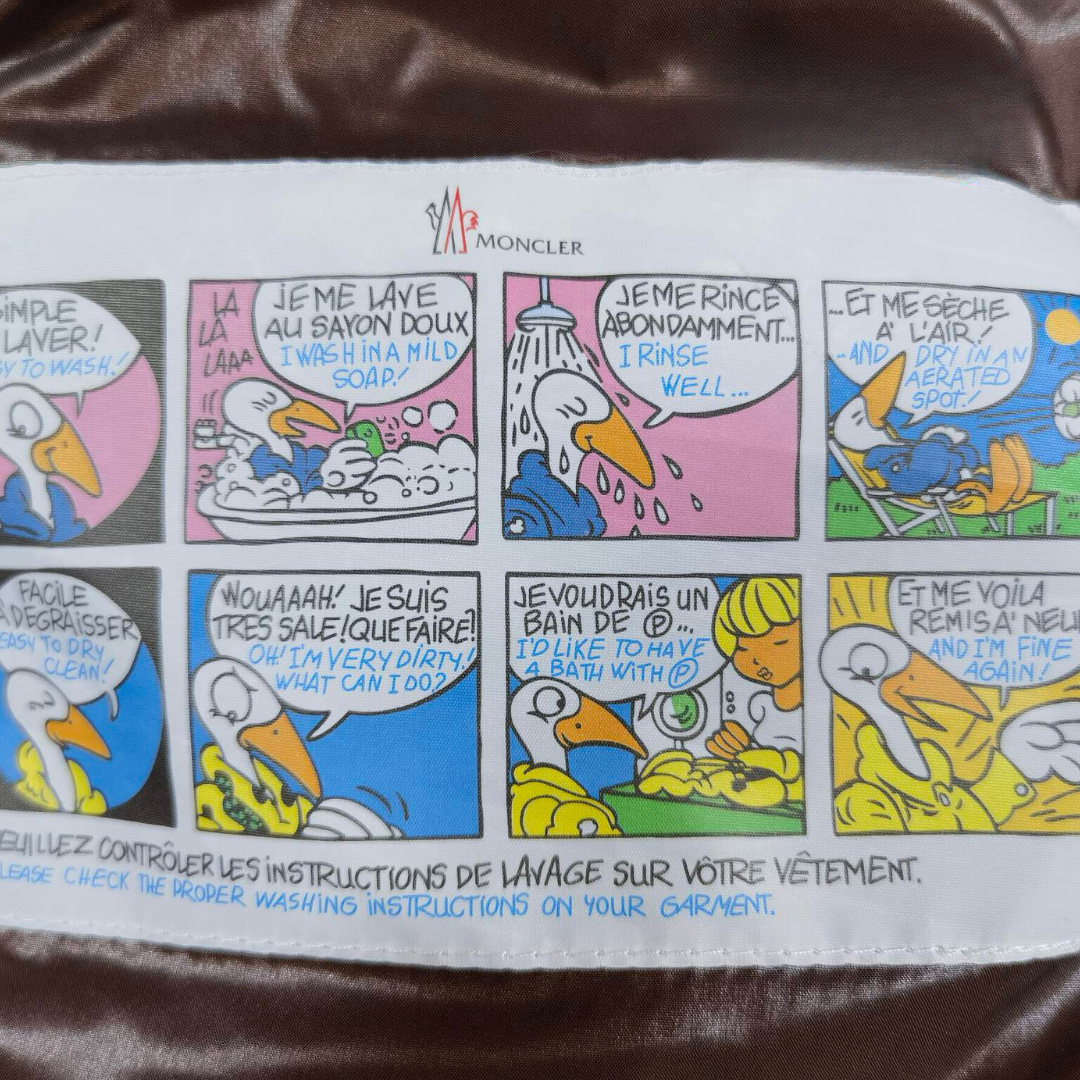 MONCLER
SIMPLE
LAVER!
SY TO WASH!
LA
LA
LAAA
JE ME LAVE
AU SAVON DOUX
I WASH IN A MILD
SOAP!
JE ME RINCE
ABONDAMMENT...
I RINSE
WELL...
...ET ME SÈCHE
A' L'AIR!
..AND DRY IN AN
AERATED
SPOT!
FACILE
A DEGRAISSER
EASY TO DRY
CLEAN!
WOUAAAH! JE SUIS
TRES SALE! QUE FAIRE!
OH! I'M VERY DIRTY!
WHAT CAN I DO?
JE VOUDRAIS UN
BAIN DE Ⓟ...
I'D LIKE TO HAVE
A BATH WITH Ⓟ
ET ME VOILA
REMIS A' NEU
AND I'M FINE
AGAIN!
VEUILLEZ CONTRÔLER LES INSTRUCTIONS DE LAVAGE SUR VÔTRE VÊTEMENT.
LEASE CHECK THE PROPER WASHING INSTRUCTIONS ON YOUR GARMENT.